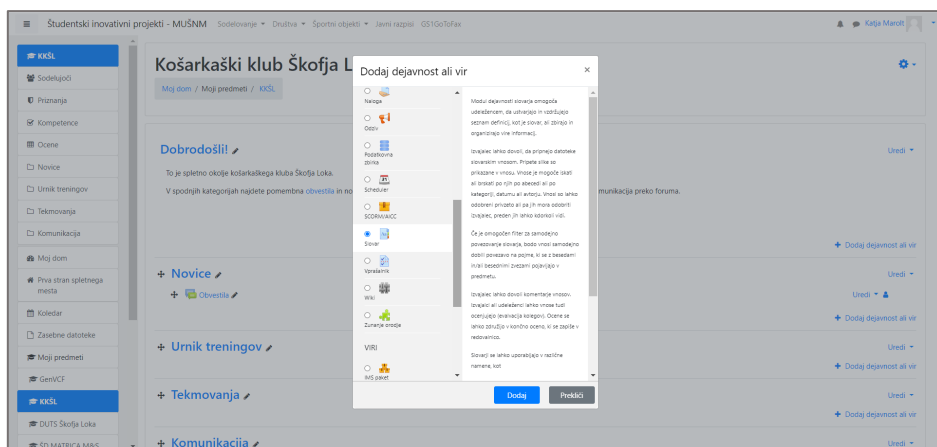 Študentski inovativni projekti - MUŠNM Sodelovanje Društva Športni objekti Javni razpisi GS1GoToFax Katja Marolt
KKŠL
Sodelujoči
Priznanja
Kompetence
Ocene
Novice
Urnik treningov
Tekmovanja
Komunikacija
Moj dom
Prva stran spletnega
mesta
Koledar
Zasebne datoteke
Moji predmeti
GenVCF
KKŠL
DUTS Škofja Loka
ŠD MATRICA M&S
Košarkaški klub Škofja L
Moj dom / Moji predmeti / KKŠL
Dobrodošli!
Uredi
To je spletno okolje košarkaškega kluba Škofja Loka.
V spodnjih kategorijah najdete pomembna obvestila in no
munikacija preko foruma.
+ Dodaj dejavnost ali vir
Novice
Uredi
Obvestila
Uredi
+ Dodaj dejavnost ali vir
Urnik treningov
Uredi
+ Dodaj dejavnost ali vir
Tekmovanja
Uredi
+ Dodaj dejavnost ali vir
Komunikacija
Uredi
Dodaj dejavnost ali vir ×
Naloga
Odziv
Podatkovna
zbirka
Scheduler
SCORM/AICC
Slovar
Vprašalnik
Wiki
Zunanje orodje
VIRI
IMS paket
Modul dejavnosti slovarja omogoča
udeležencem, da ustvarjajo in vzdržujejo
seznam definicij, kot je slovar, ali zbirajo in
organizirajo vire informacij.
Izvajalec lahko dovoli, da pripnejo datoteke
slovarskim vnosom. Pripete slike so
prikazane v vnosu. Vnose je mogoče iskati
ali brskati po njih po abesedi ali po
kategoriji, datumu ali avtorju. Vnosi so lahko
odobreni privzeto ali pa jih mora odobriti
izvajalec, preden jih lahko kdorkoli vidi.
Če je omogočen filter za samodejno
povezovanje slovarja, bodo vnosi samodejno
dobili povezavo na pojme, ki se z besedami
in/ali besednimi zvezami pojavljajo v
predmetu.
Izvajalec lahko dovoli komentarje vnosov.
Izvajalci ali udeleženci lahko vnose tudi
ocenjujejo (evalvacija kolegov). Ocene se
lahko združijo v končno oceno, ki se zapiše v
redovalnico.
Slovarji se lahko uporabljajo v različne
namene, kot
Dodaj
Prekliči